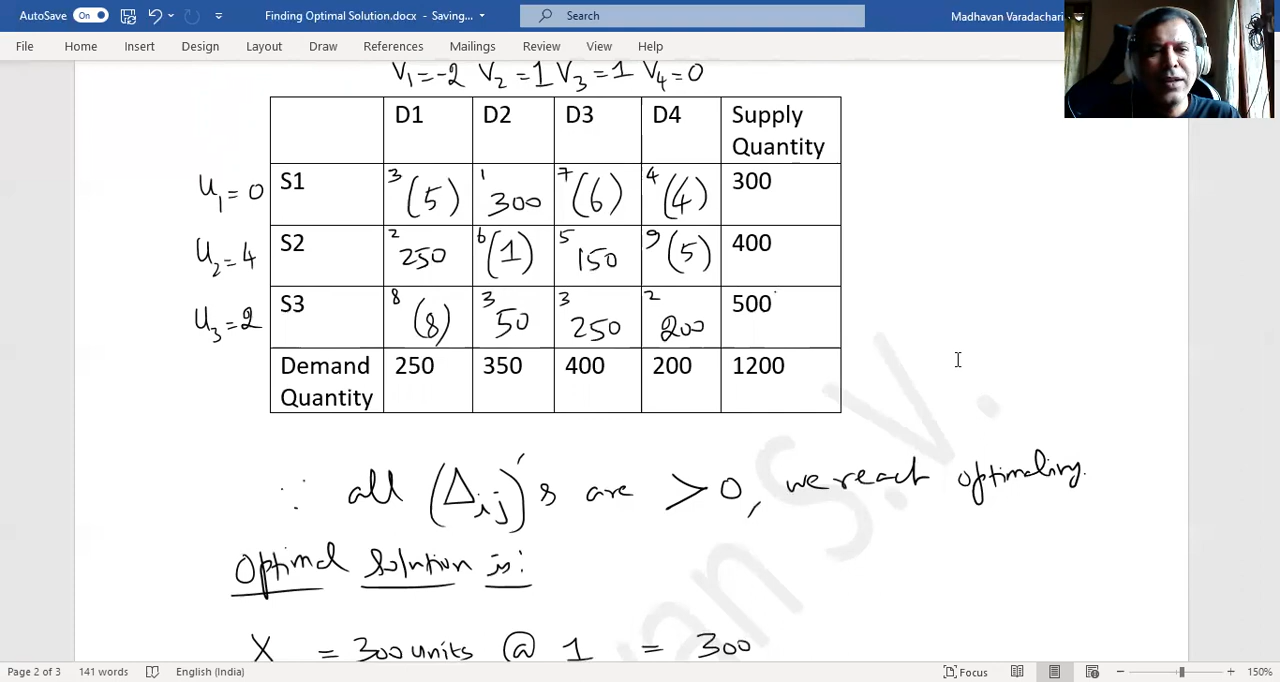 AutoSave On Finding Optimal Solution.docx - Saving... Search Madhavan Varadachari
File Home Insert Design Layout Draw References Mailings Review View Help
V1=-2 V2=1 V3=1 V4=0
D1 D2 D3 D4 Supply Quantity
U1=0 S1 3 (5) 1 300 7 (6) 4 (4) 300
U2=4 S2 2 250 6 (1) 5 150 9 (5) 400
U3=2 S3 8 (8) 3 50 3 250 2 200 500
Demand Quantity 250 350 400 200 1200
∴ all (Δij)'s are >0, we reach optimality.
Optimal Solution is:
X = 300 units @ 1 = 300
Page 2 of 3 141 words English (India) Focus 150%